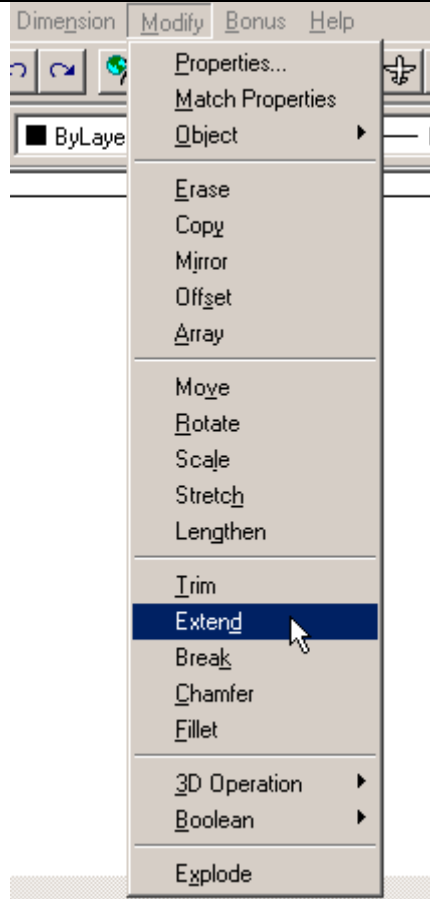 Dimension Modify Bonus Help
Properties...
Match Properties
ByLaye Object
Erase
Copy
Mirror
Offset
Array
Move
Rotate
Scale
Stretch
Lengthen
Trim
Extend
Break
Chamfer
Fillet
3D Operation
Boolean
Explode